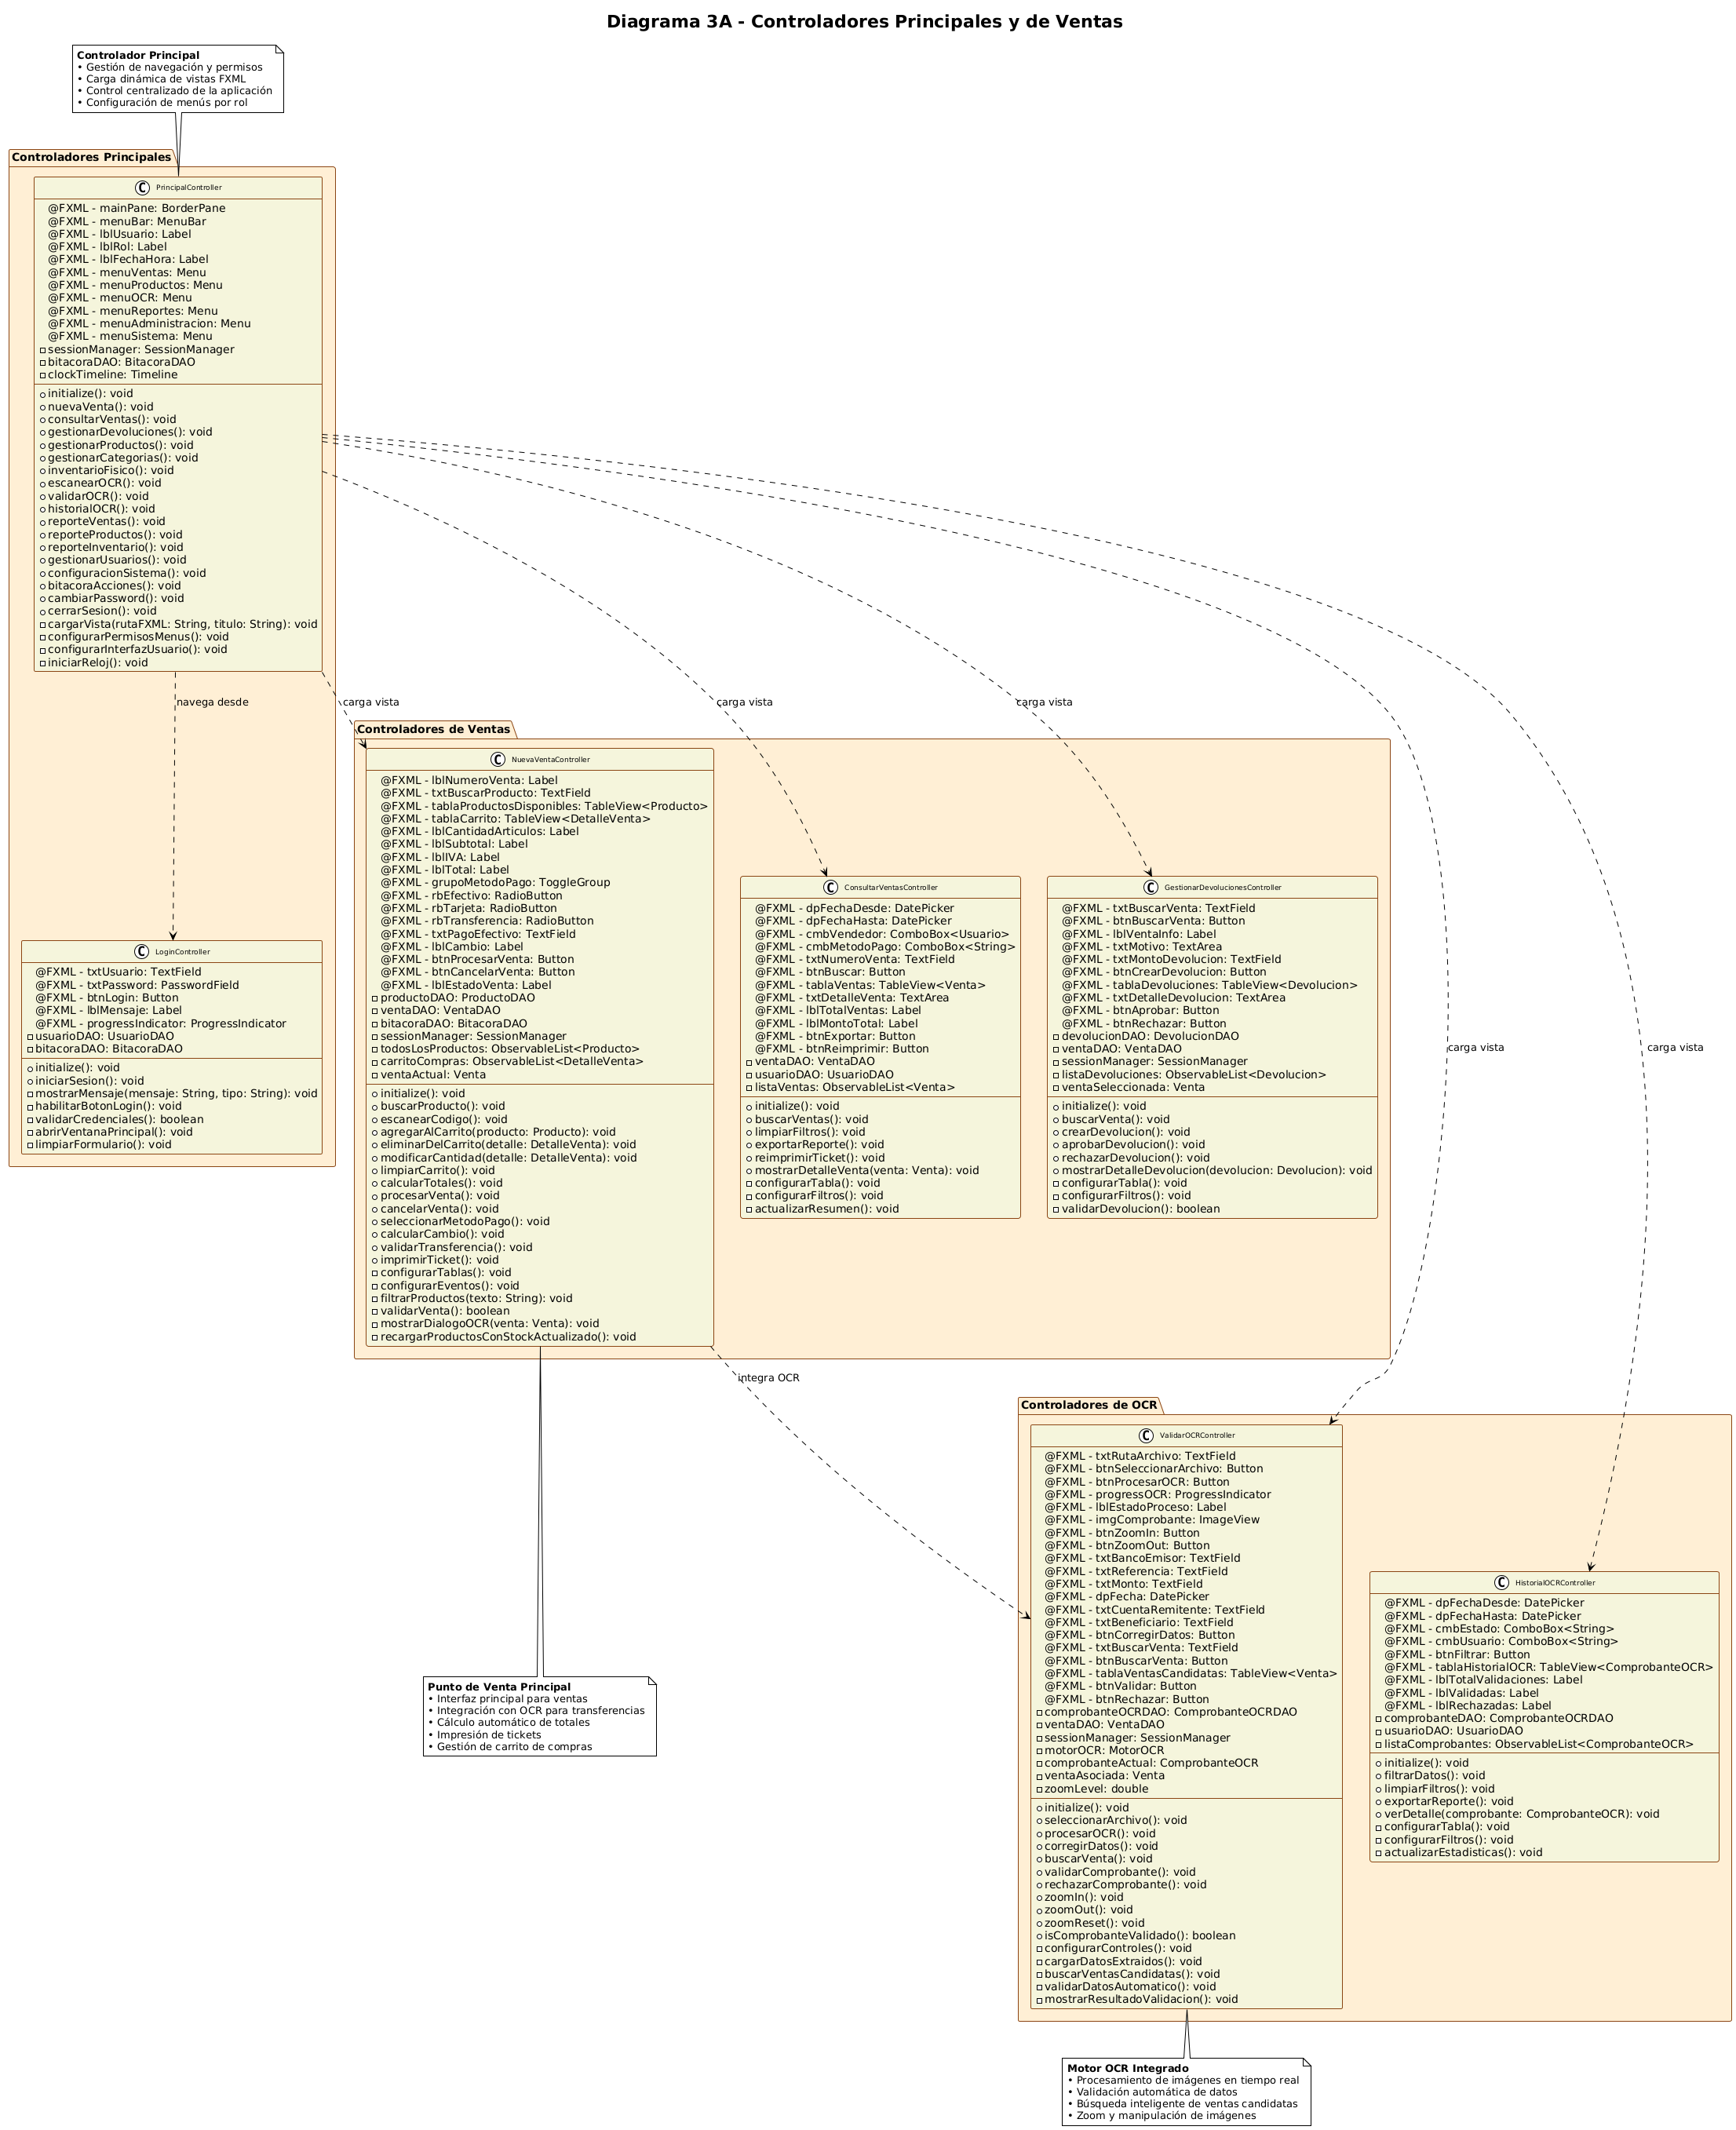 Diagrama 3A - Controladores Principales y de Ventas
Controlador Principal
• Gestión de navegación y permisos
• Carga dinámica de vistas FXML
• Control centralizado de la aplicación
• Configuración de menús por rol
Controladores Principales
C PrincipalController
@FXML - mainPane: BorderPane
@FXML - menuBar: MenuBar
@FXML - lblUsuario: Label
@FXML - lblRol: Label
@FXML - lblFechaHora: Label
@FXML - menuVentas: Menu
@FXML - menuProductos: Menu
@FXML - menuOCR: Menu
@FXML - menuReportes: Menu
@FXML - menuAdministracion: Menu
@FXML - menuSistema: Menu
sessionManager: SessionManager
bitacoraDAO: BitacoraDAO
clockTimeline: Timeline
initialize(): void
nuevaVenta(): void
consultarVentas(): void
gestionarDevoluciones(): void
gestionarProductos(): void
gestionarCategorias(): void
inventarioFisico(): void
escanearOCR(): void
validarOCR(): void
historialOCR(): void
reporteVentas(): void
reporteProductos(): void
reporteInventario(): void
gestionarUsuarios(): void
configuracionSistema(): void
bitacoraAcciones(): void
cambiarPassword(): void
cerrarSesion(): void
cargarVista(rutaFXML: String, titulo: String): void
configurarPermisosMenus(): void
configurarInterfazUsuario(): void
iniciarReloj(): void
navega desde
carga vista
carga vista
carga vista
carga vista
carga vista
C LoginController
@FXML - txtUsuario: TextField
@FXML - txtPassword: PasswordField
@FXML - btnLogin: Button
@FXML - lblMensaje: Label
@FXML - progressIndicator: ProgressIndicator
usuarioDAO: UsuarioDAO
bitacoraDAO: BitacoraDAO
initialize(): void
iniciarSesion(): void
mostrarMensaje(mensaje: String, tipo: String): void
habilitarBotonLogin(): void
validarCredenciales(): boolean
abrirVentanaPrincipal(): void
limpiarFormulario(): void
Controladores de Ventas
C NuevaVentaController
@FXML - lblNumeroVenta: Label
@FXML - txtBuscarProducto: TextField
@FXML - tablaProductosDisponibles: TableView<Producto>
@FXML - tablaCarrito: TableView<DetalleVenta>
@FXML - lblCantidadArticulos: Label
@FXML - lblSubtotal: Label
@FXML - lblIVA: Label
@FXML - lblTotal: Label
@FXML - grupoMetodoPago: ToggleGroup
@FXML - rbEfectivo: RadioButton
@FXML - rbTarjeta: RadioButton
@FXML - rbTransferencia: RadioButton
@FXML - txtPagoEfectivo: TextField
@FXML - lblCambio: Label
@FXML - btnProcesarVenta: Button
@FXML - btnCancelarVenta: Button
@FXML - lblEstadoVenta: Label
productoDAO: ProductoDAO
ventaDAO: VentaDAO
bitacoraDAO: BitacoraDAO
sessionManager: SessionManager
todosLosProductos: ObservableList<Producto>
carritoCompras: ObservableList<DetalleVenta>
ventaActual: Venta
initialize(): void
buscarProducto(): void
escanearCodigo(): void
agregarAlCarrito(producto: Producto): void
eliminarDelCarrito(detalle: DetalleVenta): void
modificarCantidad(detalle: DetalleVenta): void
limpiarCarrito(): void
calcularTotales(): void
procesarVenta(): void
cancelarVenta(): void
seleccionarMetodoPago(): void
calcularCambio(): void
validarTransferencia(): void
imprimirTicket(): void
configurarTablas(): void
configurarEventos(): void
filtrarProductos(texto: String): void
validarVenta(): boolean
mostrarDialogoOCR(venta: Venta): void
recargarProductosConStockActualizado(): void
C ConsultarVentasController
@FXML - dpFechaDesde: DatePicker
@FXML - dpFechaHasta: DatePicker
@FXML - cmbVendedor: ComboBox<Usuario>
@FXML - cmbMetodoPago: ComboBox<String>
@FXML - txtNumeroVenta: TextField
@FXML - btnBuscar: Button
@FXML - tablaVentas: TableView<Venta>
@FXML - txtDetalleVenta: TextArea
@FXML - lblTotalVentas: Label
@FXML - lblMontoTotal: Label
@FXML - btnExportar: Button
@FXML - btnReimprimir: Button
ventaDAO: VentaDAO
usuarioDAO: UsuarioDAO
listaVentas: ObservableList<Venta>
initialize(): void
buscarVentas(): void
limpiarFiltros(): void
exportarReporte(): void
reimprimirTicket(): void
mostrarDetalleVenta(venta: Venta): void
configurarTabla(): void
configurarFiltros(): void
actualizarResumen(): void
C GestionarDevolucionesController
@FXML - txtBuscarVenta: TextField
@FXML - btnBuscarVenta: Button
@FXML - lblVentaInfo: Label
@FXML - txtMotivo: TextArea
@FXML - txtMontoDevolucion: TextField
@FXML - btnCrearDevolucion: Button
@FXML - tablaDevoluciones: TableView<Devolucion>
@FXML - txtDetalleDevolucion: TextArea
@FXML - btnAprobar: Button
@FXML - btnRechazar: Button
devolucionDAO: DevolucionDAO
ventaDAO: VentaDAO
sessionManager: SessionManager
listaDevoluciones: ObservableList<Devolucion>
ventaSeleccionada: Venta
initialize(): void
buscarVenta(): void
crearDevolucion(): void
aprobarDevolucion(): void
rechazarDevolucion(): void
mostrarDetalleDevolucion(devolucion: Devolucion): void
configurarTabla(): void
configurarFiltros(): void
validarDevolucion(): boolean
integra OCR
Controladores de OCR
C ValidarOCRController
@FXML - txtRutaArchivo: TextField
@FXML - btnSeleccionarArchivo: Button
@FXML - btnProcesarOCR: Button
@FXML - progressOCR: ProgressIndicator
@FXML - lblEstadoProceso: Label
@FXML - imgComprobante: ImageView
@FXML - btnZoomIn: Button
@FXML - btnZoomOut: Button
@FXML - txtBancoEmisor: TextField
@FXML - txtReferencia: TextField
@FXML - txtMonto: TextField
@FXML - dpFecha: DatePicker
@FXML - txtCuentaRemitente: TextField
@FXML - txtBeneficiario: TextField
@FXML - btnCorregirDatos: Button
@FXML - txtBuscarVenta: TextField
@FXML - btnBuscarVenta: Button
@FXML - tablaVentasCandidatas: TableView<Venta>
@FXML - btnValidar: Button
@FXML - btnRechazar: Button
comprobanteOCRDAO: ComprobanteOCRDAO
ventaDAO: VentaDAO
sessionManager: SessionManager
motorOCR: MotorOCR
comprobanteActual: ComprobanteOCR
ventaAsociada: Venta
zoomLevel: double
initialize(): void
seleccionarArchivo(): void
procesarOCR(): void
corregirDatos(): void
buscarVenta(): void
validarComprobante(): void
rechazarComprobante(): void
zoomIn(): void
zoomOut(): void
zoomReset(): void
isComprobanteValidado(): boolean
configurarControles(): void
cargarDatosExtraidos(): void
buscarVentasCandidatas(): void
validarDatosAutomatico(): void
mostrarResultadoValidacion(): void
C HistorialOCRController
@FXML - dpFechaDesde: DatePicker
@FXML - dpFechaHasta: DatePicker
@FXML - cmbEstado: ComboBox<String>
@FXML - cmbUsuario: ComboBox<String>
@FXML - btnFiltrar: Button
@FXML - tablaHistorialOCR: TableView<ComprobanteOCR>
@FXML - lblTotalValidaciones: Label
@FXML - lblValidadas: Label
@FXML - lblRechazadas: Label
comprobanteDAO: ComprobanteOCRDAO
usuarioDAO: UsuarioDAO
listaComprobantes: ObservableList<ComprobanteOCR>
initialize(): void
filtrarDatos(): void
limpiarFiltros(): void
exportarReporte(): void
verDetalle(comprobante: ComprobanteOCR): void
configurarTabla(): void
configurarFiltros(): void
actualizarEstadisticas(): void
Punto de Venta Principal
• Interfaz principal para ventas
• Integración con OCR para transferencias
• Cálculo automático de totales
• Impresión de tickets
• Gestión de carrito de compras
Motor OCR Integrado
• Procesamiento de imágenes en tiempo real
• Validación automática de datos
• Búsqueda inteligente de ventas candidatas
• Zoom y manipulación de imágenes